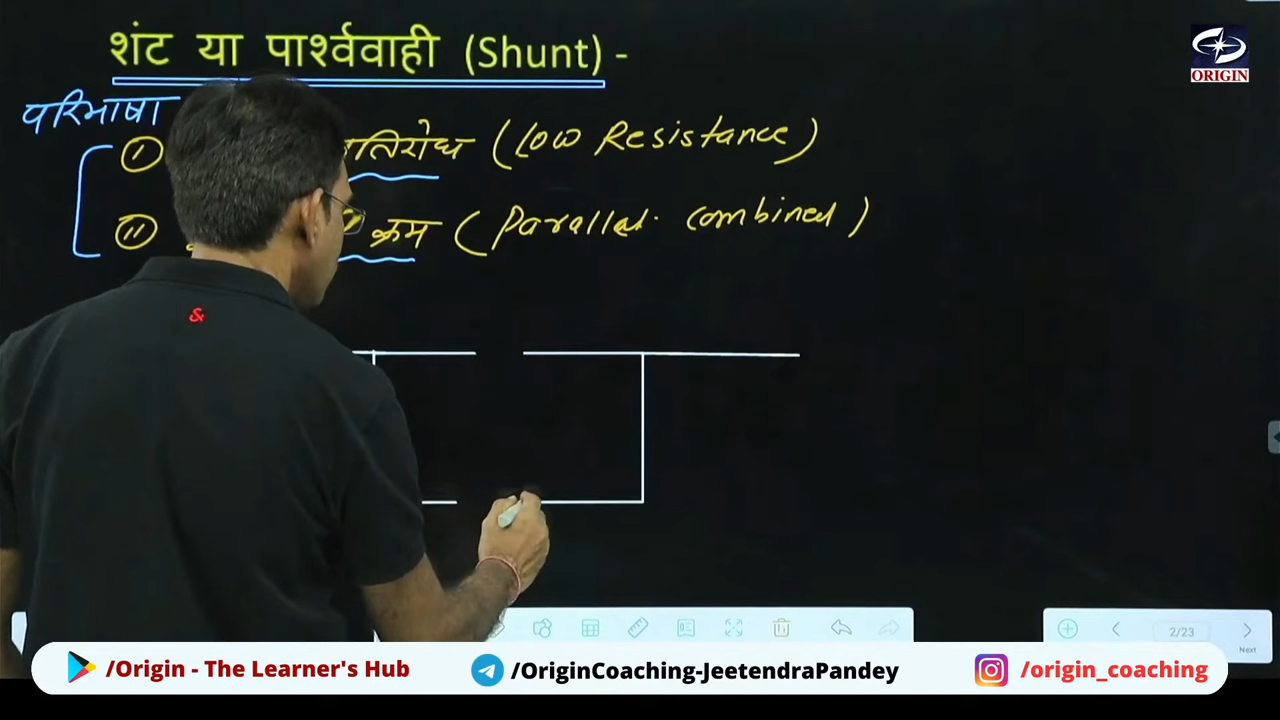 शंट या पार्श्ववाही (Shunt) -
ORIGIN
परिभाषा
① (Low Resistance)
② क्रम (Parallel. Combined)
&
2/23
Next
/Origin - The Learner's Hub
/OriginCoaching-JeetendraPandey
/origin_coaching